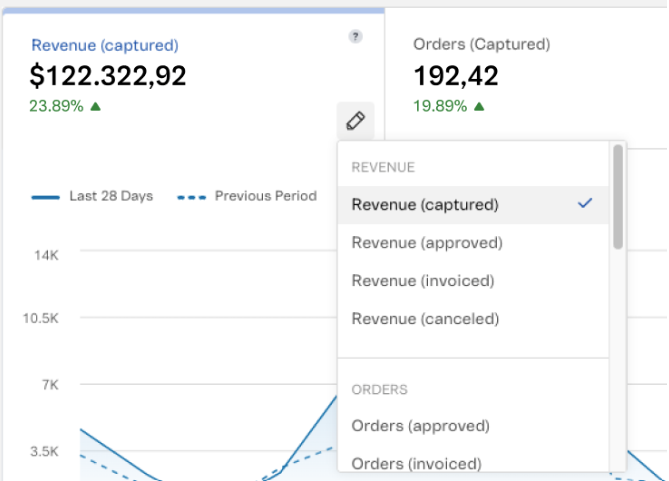 Revenue (captured)
?
$122.322,92
23.89% ▲
Orders (Captured)
192,42
19.89% ▲
Last 28 Days
Previous Period
14K
10.5K
7K
3.5K
REVENUE
Revenue (captured)
Revenue (approved)
Revenue (invoiced)
Revenue (canceled)
ORDERS
Orders (approved)
Orders (invoiced)